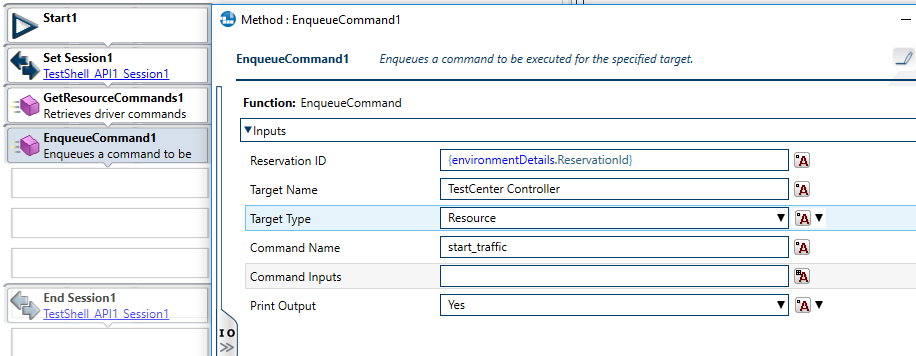 Start1
Set Session1
TestShell_API1_Session1
GetResourceCommands1
Retrieves driver commands
EnqueueCommand1
Enqueues a command to be
End Session1
TestShell_API1_Session1
Method : EnqueueCommand1
EnqueueCommand1 Enqueues a command to be executed for the specified target.
Function: EnqueueCommand
Inputs
Reservation ID {environmentDetails.ReservationId} A
Target Name TestCenter Controller A
Target Type Resource A
Command Name start_traffic A
Command Inputs A
Print Output Yes A
I O